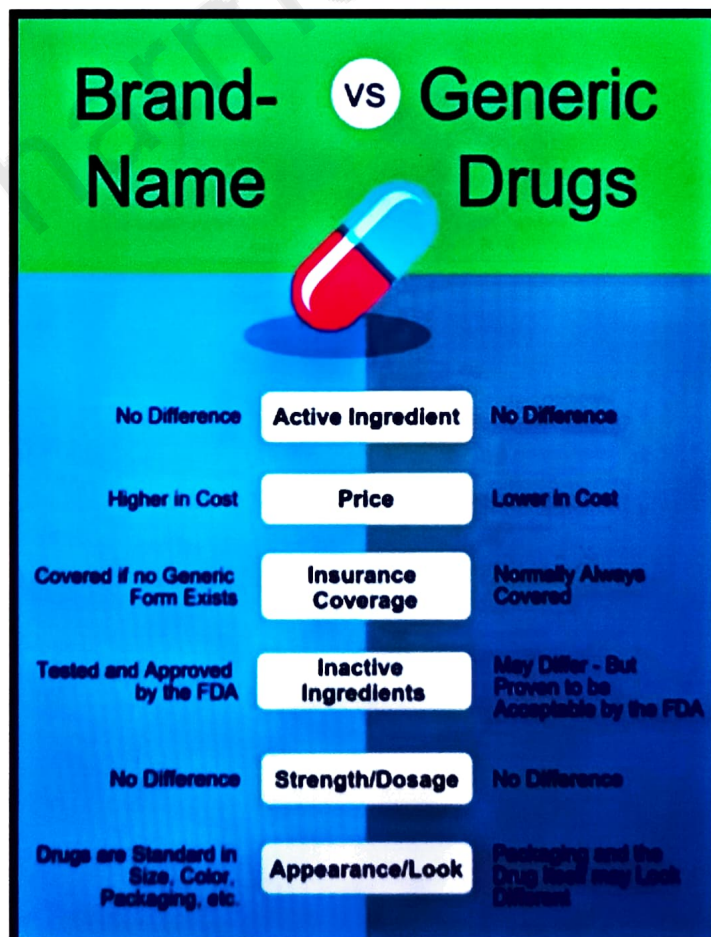 Brand-
Name
VS
Generic
Drugs
No Difference
Active Ingredient
No Difference
Higher in Cost
Price
Lower in Cost
Covered if no Generic
Form Exists
Insurance
Coverage
Normally Always
Covered
Tested and Approved
by the FDA
Inactive
Ingredients
May Differ - But
Proven to be
Acceptable by the FDA
No Difference
Strength/Dosage
No Difference
Drugs are Standard in
Size, Color,
Packaging, etc.
Appearance/Look
Packaging and the
Drug Itself may Look
Different